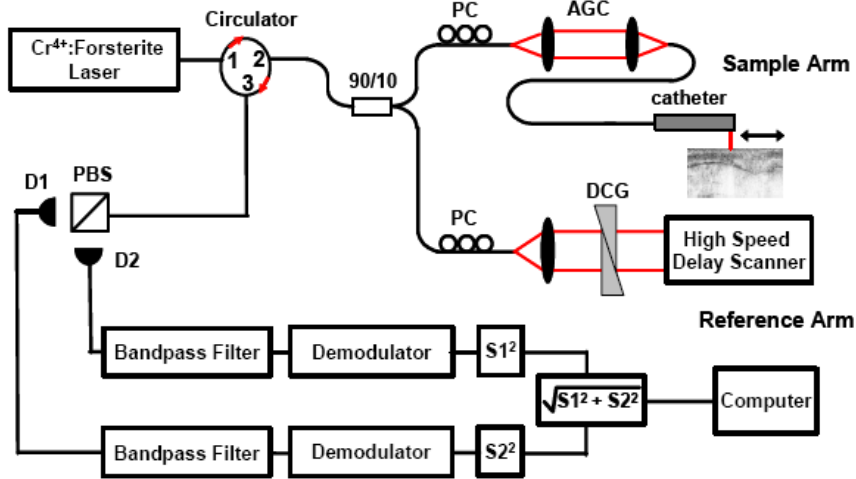 Circulator
PC
AGC
Cr⁴⁺:Forsterite
Laser
1 2
3
90/10
Sample Arm
catheter
D1
PBS
D2
PC
DCG
High Speed
Delay Scanner
Reference Arm
Bandpass Filter
Demodulator
S1²
√S1² + S2²
Computer
Bandpass Filter
Demodulator
S2²